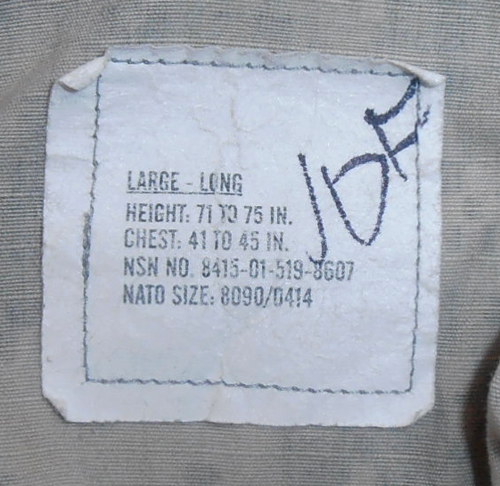 LARGE - LONG
HEIGHT: 71 TO 75 IN.
CHEST: 41 TO 45 IN.
NSN NO. 8415-01-519-8607
NATO SIZE: 8090/0414
JDF